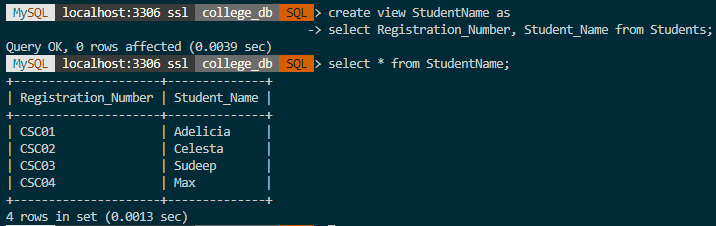 MySQL localhost:3306 ssl college_db SQL > create view StudentName as
-> select Registration_Number, Student_Name from Students;
Query OK, 0 rows affected (0.0039 sec)
MySQL localhost:3306 ssl college_db SQL > select * from StudentName;
+---------------------+--------------+
| Registration_Number | Student_Name |
+---------------------+--------------+
| CSC01               | Adelicia     |
| CSC02               | Celesta      |
| CSC03               | Sudeep       |
| CSC04               | Max          |
+---------------------+--------------+
4 rows in set (0.0013 sec)